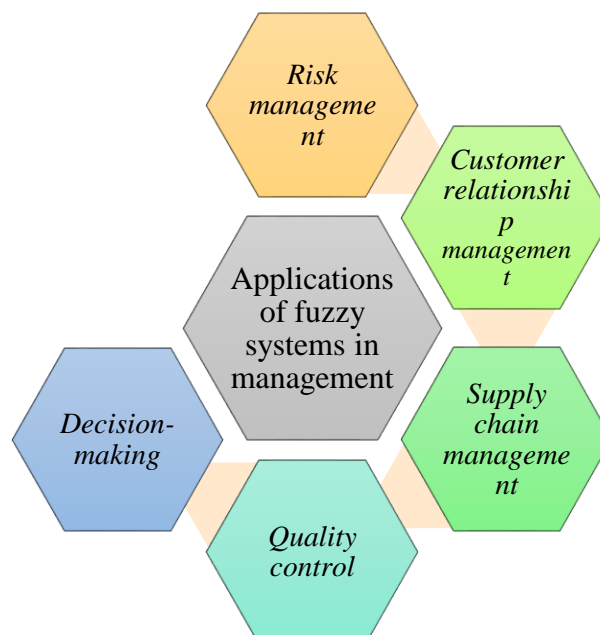 Risk
manageme
nt
Customer
relationshi
p
managemen
t
Applications
of fuzzy
systems in
management
Decision-
making
Supply
chain
manageme
nt
Quality
control